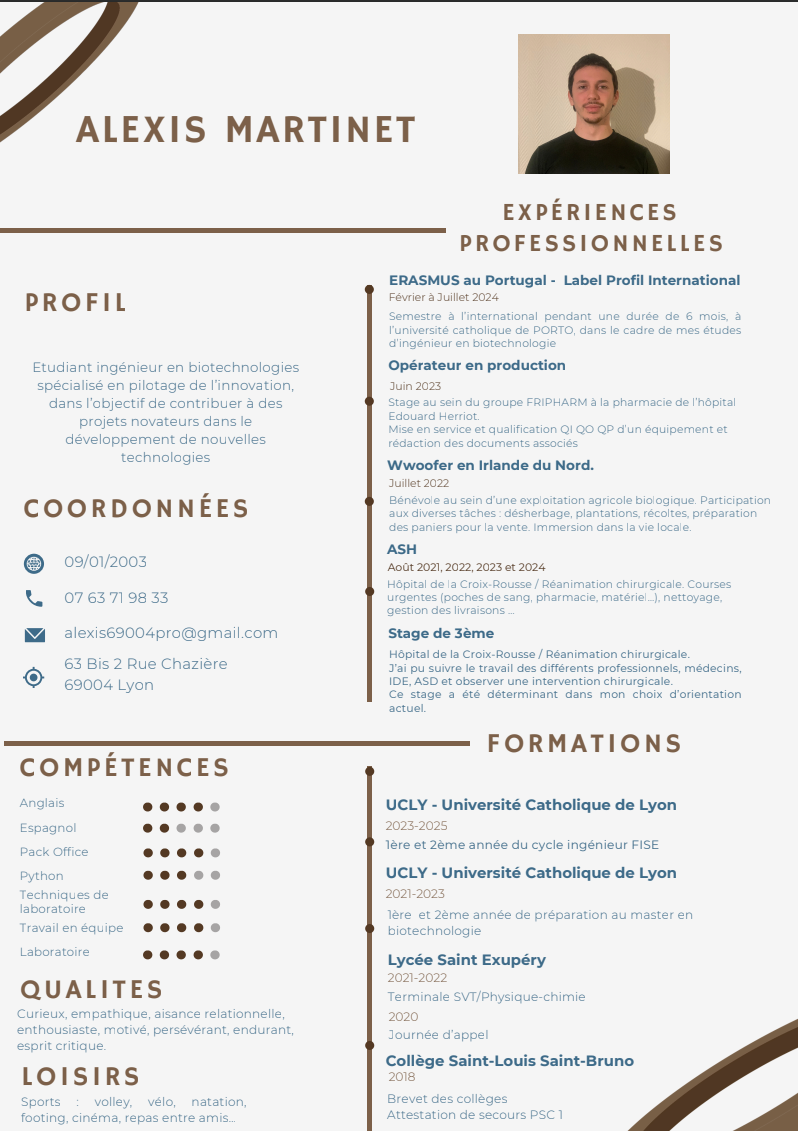 ALEXIS MARTINET
PROFIL
Etudiant ingénieur en biotechnologies
spécialisé en pilotage de l'innovation,
dans l'objectif de contribuer à des
projets novateurs dans le
développement de nouvelles
technologies
COORDONNÉES
09/01/2003
07 63 71 98 33
alexis69004pro@gmail.com
63 Bis 2 Rue Chazière
69004 Lyon
EXPÉRIENCES
PROFESSIONNELLES
ERASMUS au Portugal - Label Profil International
Février à Juillet 2024
Semestre à l'international pendant une durée de 6 mois, à
l'université catholique de PORTO, dans le cadre de mes études
d'ingénieur en biotechnologie
Opérateur en production
Juin 2023
Stage au sein du groupe FRIPHARM à la pharmacie de l'hôpital
Edouard Herriot.
Mise en service et qualification QI QO QP d'un équipement et
rédaction des documents associés
Wwoofer en Irlande du Nord.
Juillet 2022
Bénévole au sein d'une exploitation agricole biologique. Participation
aux diverses tâches : désherbage, plantations, récoltes, préparation
des paniers pour la vente. Immersion dans la vie locale.
ASH
Août 2021, 2022, 2023 et 2024
Hôpital de la Croix-Rousse / Réanimation chirurgicale. Courses
urgentes (poches de sang, pharmacie, matériel...), nettoyage,
gestion des livraisons ...
Stage de 3ème
Hôpital de la Croix-Rousse / Réanimation chirurgicale.
J'ai pu suivre le travail des différents professionnels, médecins,
IDE, ASD et observer une intervention chirurgicale.
Ce stage a été déterminant dans mon choix d'orientation
actuel.
COMPÉTENCES
Anglais
Espagnol
Pack Office
Python
Techniques de
laboratoire
Travail en équipe
Laboratoire
QUALITES
Curieux, empathique, aisance relationnelle,
enthousiaste, motivé, persévérant, endurant,
esprit critique.
LOISIRS
Sports : volley, vélo, natation,
footing, cinéma, repas entre amis...
FORMATIONS
UCLY - Université Catholique de Lyon
2023-2025
1ère et 2ème année du cycle ingénieur FISE
UCLY - Université Catholique de Lyon
2021-2023
1ère et 2ème année de préparation au master en
biotechnologie
Lycée Saint Exupéry
2021-2022
Terminale SVT/Physique-chimie
2020
Journée d'appel
Collège Saint-Louis Saint-Bruno
2018
Brevet des collèges
Attestation de secours PSC 1